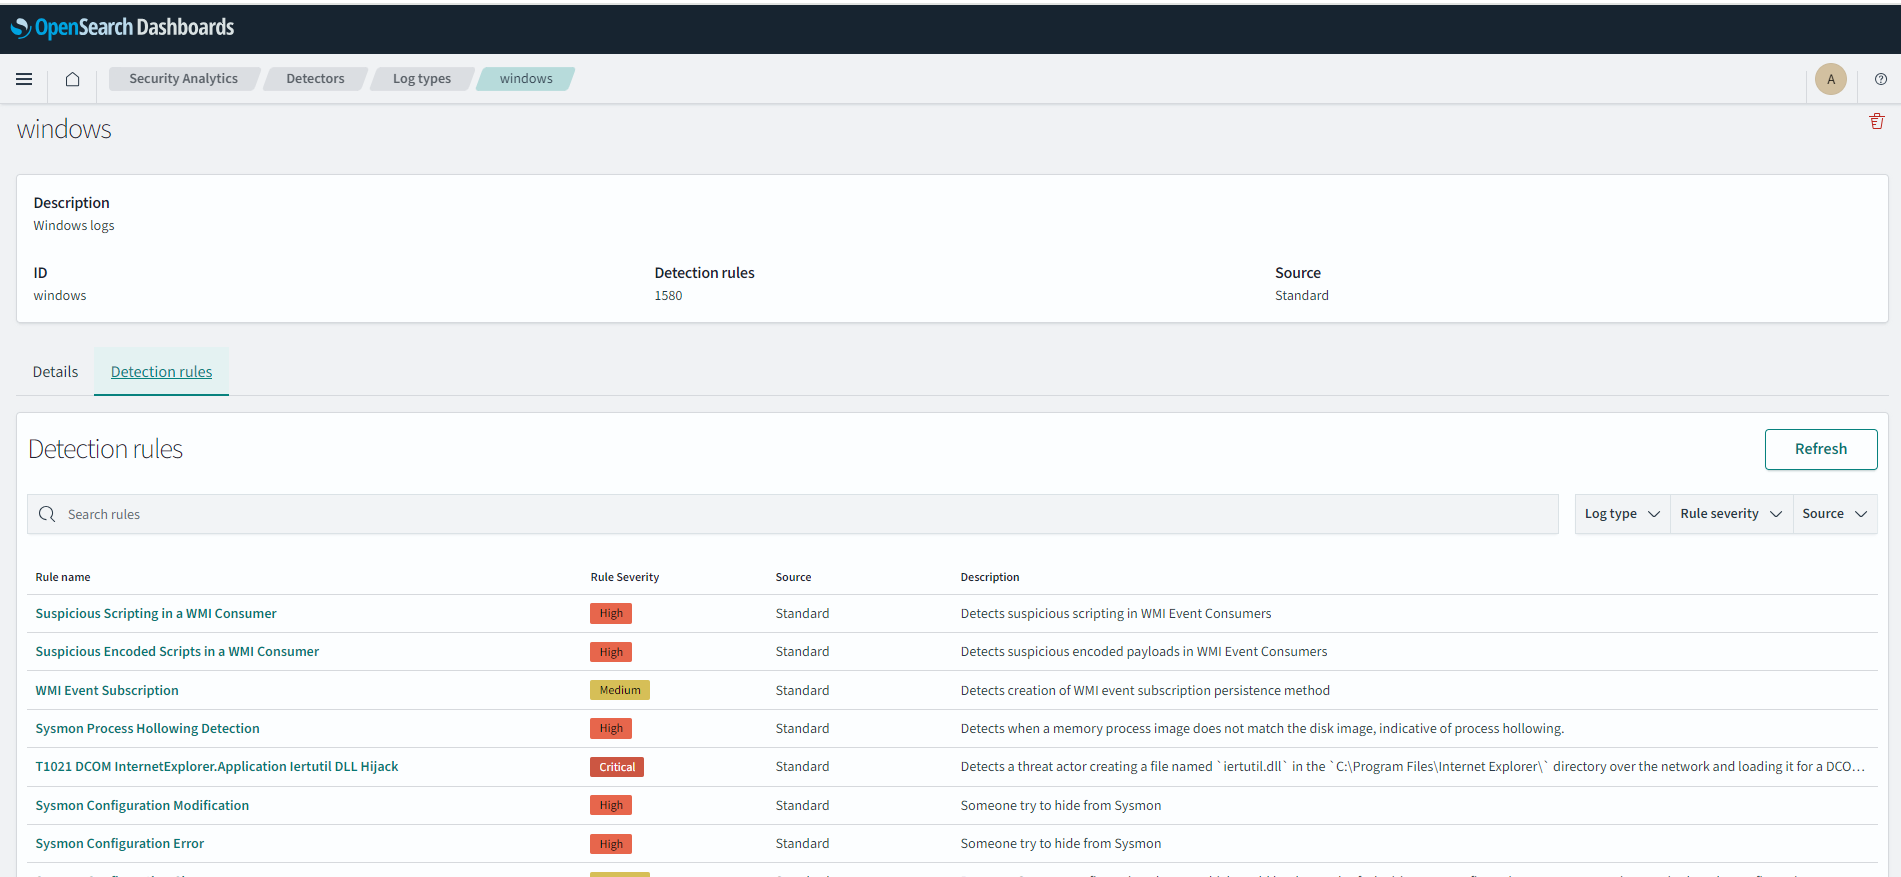 OpenSearch Dashboards
Security Analytics Detectors Log types windows A
windows
Description
Windows logs
ID Detection rules Source
windows 1580 Standard
Details Detection rules
Detection rules Refresh
Search rules Log type Rule severity Source
Rule name Rule Severity Source Description
Suspicious Scripting in a WMI Consumer High Standard Detects suspicious scripting in WMI Event Consumers
Suspicious Encoded Scripts in a WMI Consumer High Standard Detects suspicious encoded payloads in WMI Event Consumers
WMI Event Subscription Medium Standard Detects creation of WMI event subscription persistence method
Sysmon Process Hollowing Detection High Standard Detects when a memory process image does not match the disk image, indicative of process hollowing.
T1021 DCOM InternetExplorer.Application Iertutil DLL Hijack Critical Standard Detects a threat actor creating a file named `iertutil.dll` in the `C:\Program Files\Internet Explorer\` directory over the network and loading it for a DCO…
Sysmon Configuration Modification High Standard Someone try to hide from Sysmon
Sysmon Configuration Error High Standard Someone try to hide from Sysmon